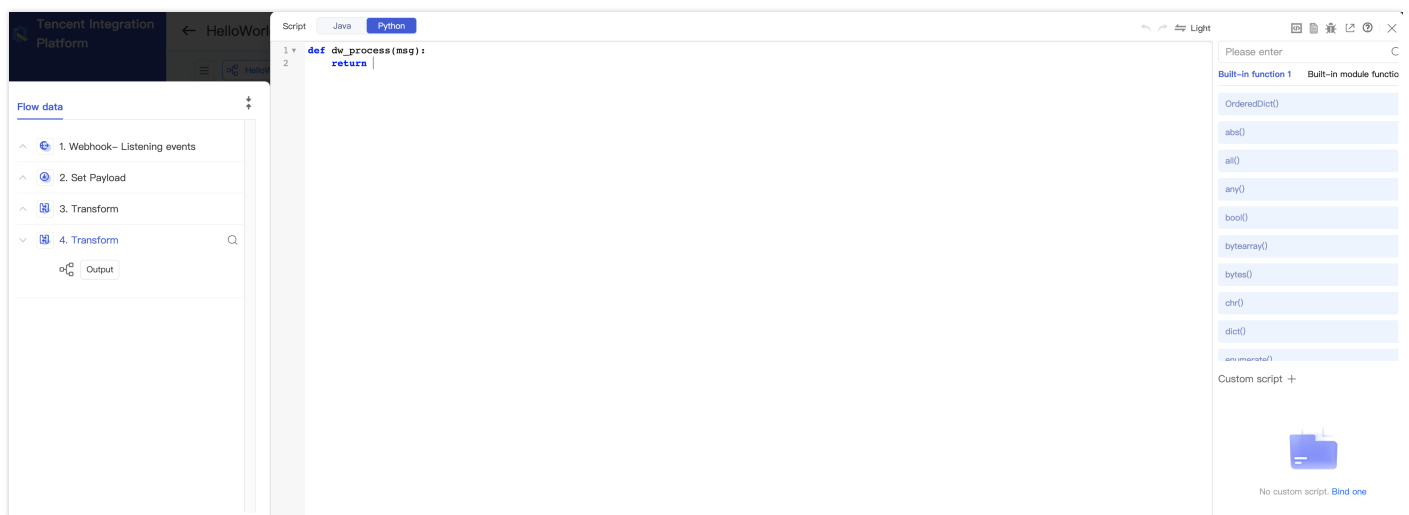 Tencent Integration
Platform
HelloWorl
HelloW
Flow data
1. Webhook- Listening events
2. Set Payload
3. Transform
4. Transform
Output
Script
Java
Python
Light
1
def dw_process(msg):
2
return
Please enter
Built-in function 1
Built-in module functio
OrderedDict()
abs()
all()
any()
bool()
bytearray()
bytes()
chr()
dict()
enumerate()
Custom script +
No custom script. Bind one